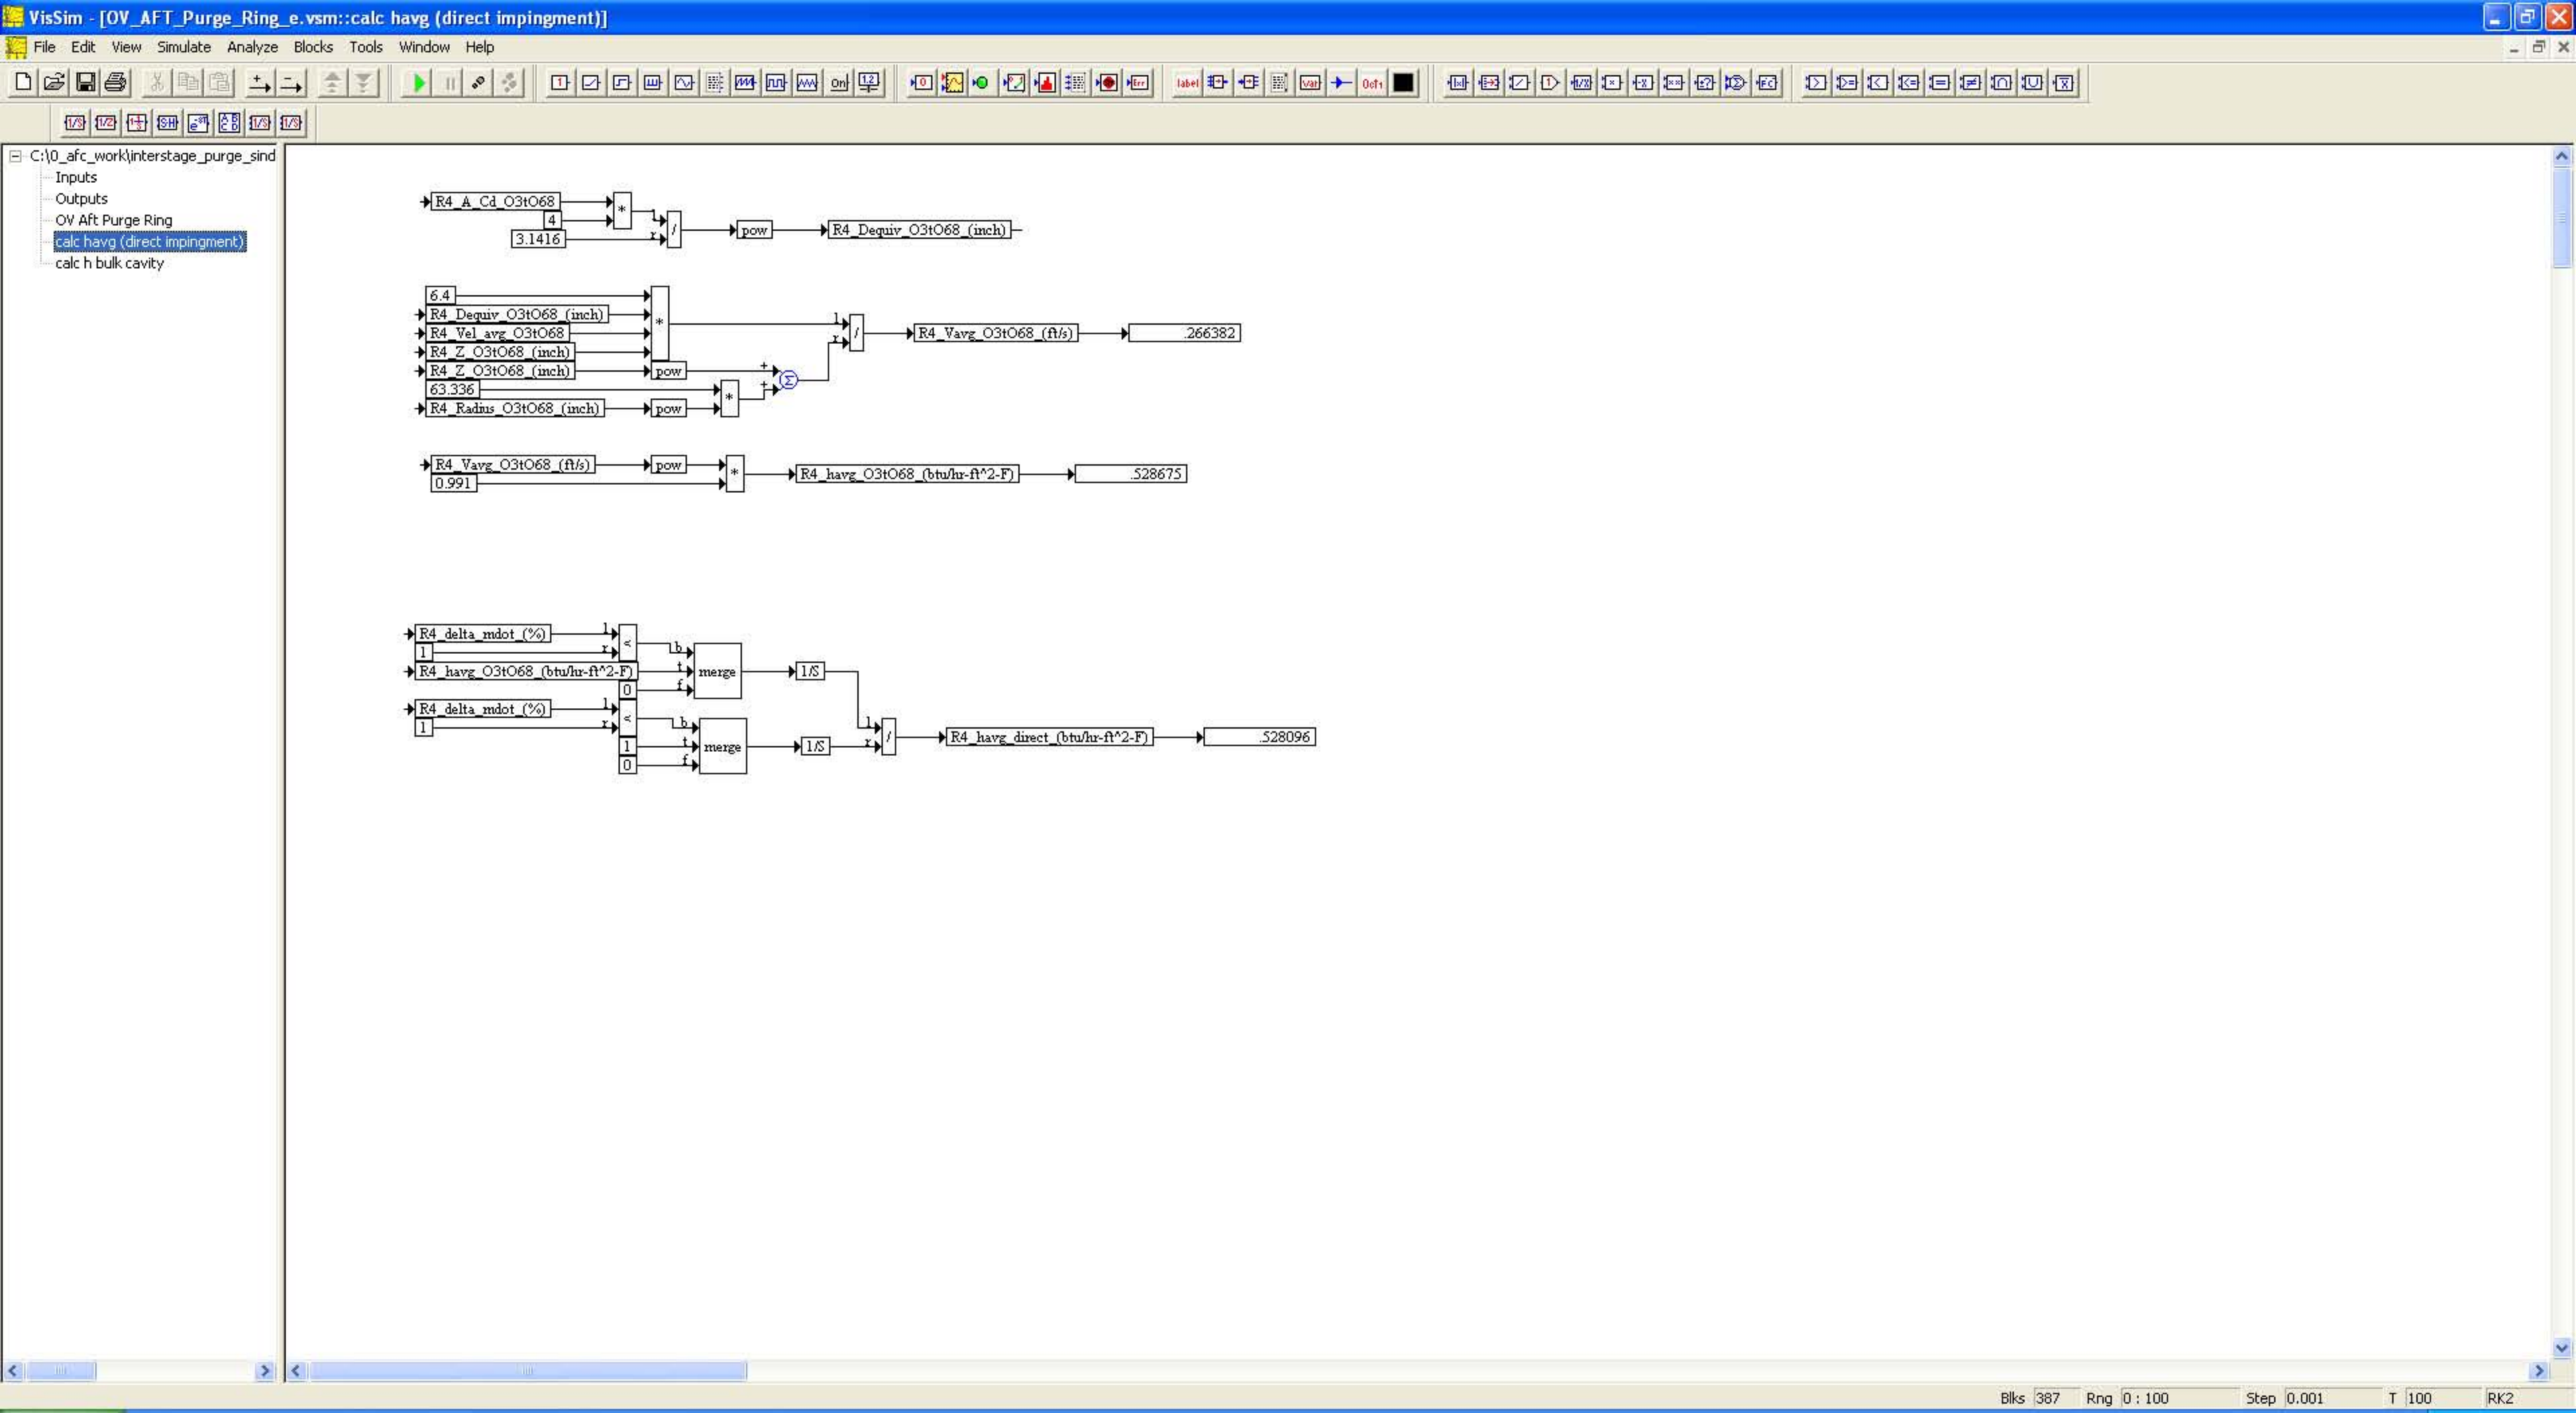 VisSim - [OV_AFT_Purge_Ring_e.vsm::calc havg (direct impingment)]
File Edit View Simulate Analyze Blocks Tools Window Help
C:\0_afc_work\interstage_purge_sind
Inputs
Outputs
OV Aft Purge Ring
calc havg (direct impingment)
calc h bulk cavity
R4_A_Cd_O3tO68
4
3.1416
*
l
r
/
pow
R4_Dequiv_O3tO68_(inch)
6.4
R4_Dequiv_O3tO68_(inch)
R4_Vel_avg_O3tO68
R4_Z_O3tO68_(inch)
R4_Z_O3tO68_(inch)
63.336
R4_Radius_O3tO68_(inch)
*
pow
pow
*
+
+
Σ
l
r
/
R4_Vavg_O3tO68_(ft/s)
.266382
R4_Vavg_O3tO68_(ft/s)
0.991
pow
*
R4_havg_O3tO68_(btu/hr-ft^2-F)
.528675
R4_delta_mdot_(%)
1
R4_havg_O3tO68_(btu/hr-ft^2-F)
0
l
r
<
b
t
f
merge
1/S
R4_delta_mdot_(%)
1
l
r
<
1
0
b
t
f
merge
1/S
l
r
/
R4_havg_direct_(btu/hr-ft^2-F)
.528096
Blks 387 Rng 0 : 100 Step 0.001 T 100 RK2